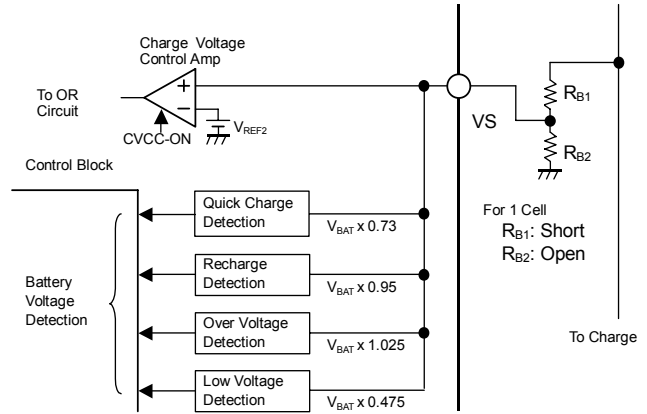 Charge Voltage
Control Amp
To OR
Circuit
+
−
CVCC-ON
VREF2
VS
RB1
RB2
Control Block
For 1 Cell
RB1: Short
RB2: Open
Battery
Voltage
Detection
Quick Charge
Detection
VBAT x 0.73
Recharge
Detection
VBAT x 0.95
Over Voltage
Detection
VBAT x 1.025
Low Voltage
Detection
VBAT x 0.475
To Charge